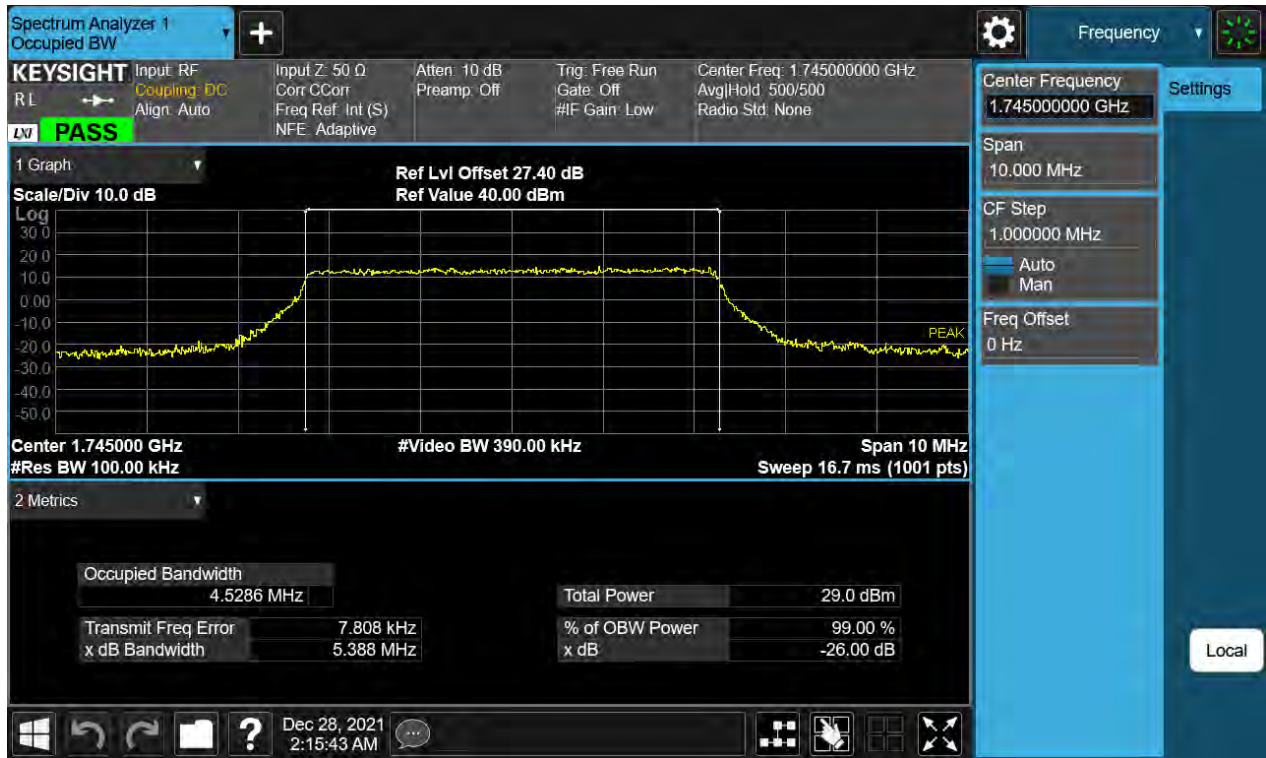 Spectrum Analyzer 1
Occupied BW
+
Frequency
KEYSIGHT
RL
LXI PASS
Input: RF
Coupling: DC
Align: Auto
Input Z: 50 Ω
Corr CCorr
Freq Ref: Int (S)
NFE: Adaptive
Atten: 10 dB
Preamp: Off
Trig: Free Run
Gate: Off
#IF Gain: Low
Center Freq: 1.745000000 GHz
Avg|Hold: 500/500
Radio Std: None
1 Graph
Scale/Div 10.0 dB
Ref Lvl Offset 27.40 dB
Ref Value 40.00 dBm
Log
30.0
20.0
10.0
0.00
-10.0
-20.0
-30.0
-40.0
-50.0
PEAK
Center 1.745000 GHz
#Video BW 390.00 kHz
Span 10 MHz
#Res BW 100.00 kHz
Sweep 16.7 ms (1001 pts)
2 Metrics
Occupied Bandwidth
4.5286 MHz
Transmit Freq Error 7.808 kHz
x dB Bandwidth 5.388 MHz
Total Power 29.0 dBm
% of OBW Power 99.00 %
x dB -26.00 dB
Center Frequency
1.745000000 GHz
Span
10.000 MHz
CF Step
1.000000 MHz
Auto
Man
Freq Offset
0 Hz
Settings
Local
?
Dec 28, 2021
2:15:43 AM